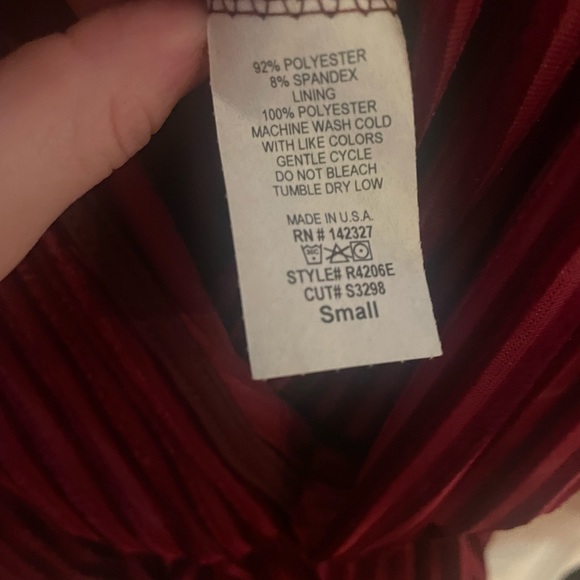 92% POLYESTER
8% SPANDEX
LINING
100% POLYESTER
MACHINE WASH COLD
WITH LIKE COLORS
GENTLE CYCLE
DO NOT BLEACH
TUMBLE DRY LOW
MADE IN U.S.A.
RN # 142327
STYLE# R4206E
CUT# S3298
Small